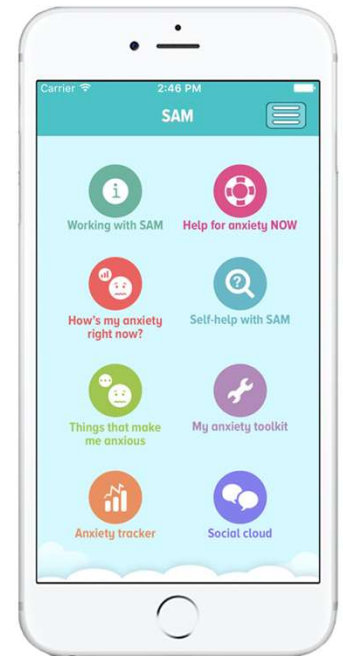 Carrier 2:46 PM
SAM
Working with SAM
Help for anxiety NOW
How's my anxiety
right now?
Self-help with SAM
Things that make
me anxious
My anxiety toolkit
Anxiety tracker
Social cloud